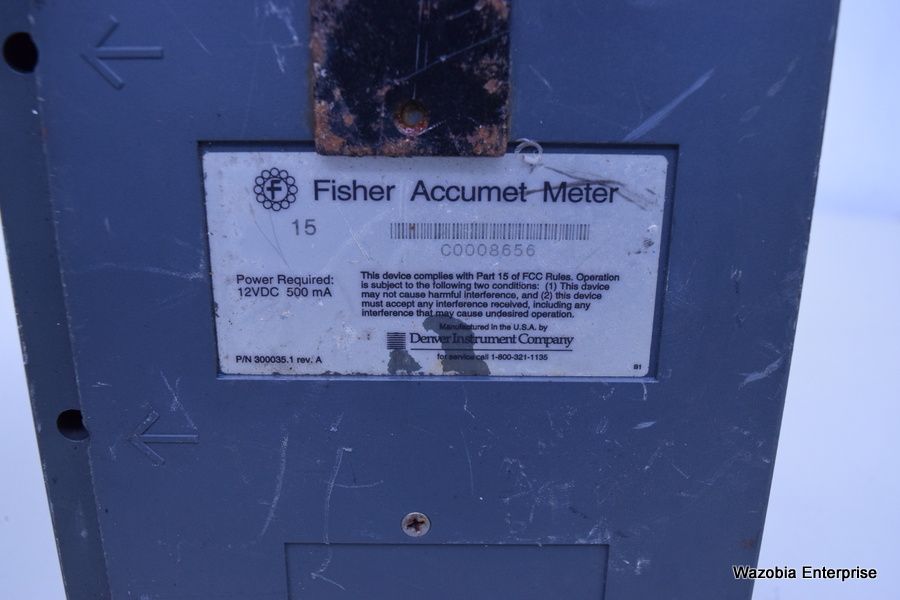 f Fisher Accumet Meter
15
C0008656
Power Required:
12VDC 500 mA
This device complies with Part 15 of FCC Rules. Operation
is subject to the following two conditions: (1) This device
may not cause harmful interference, and (2) this device
must accept any interference received, including any
interference that may cause undesired operation.
Manufactured in the U.S.A. by
Denver Instrument Company
for service call 1-800-321-1135
P/N 300035.1 rev. A
B1
Wazobia Enterprise